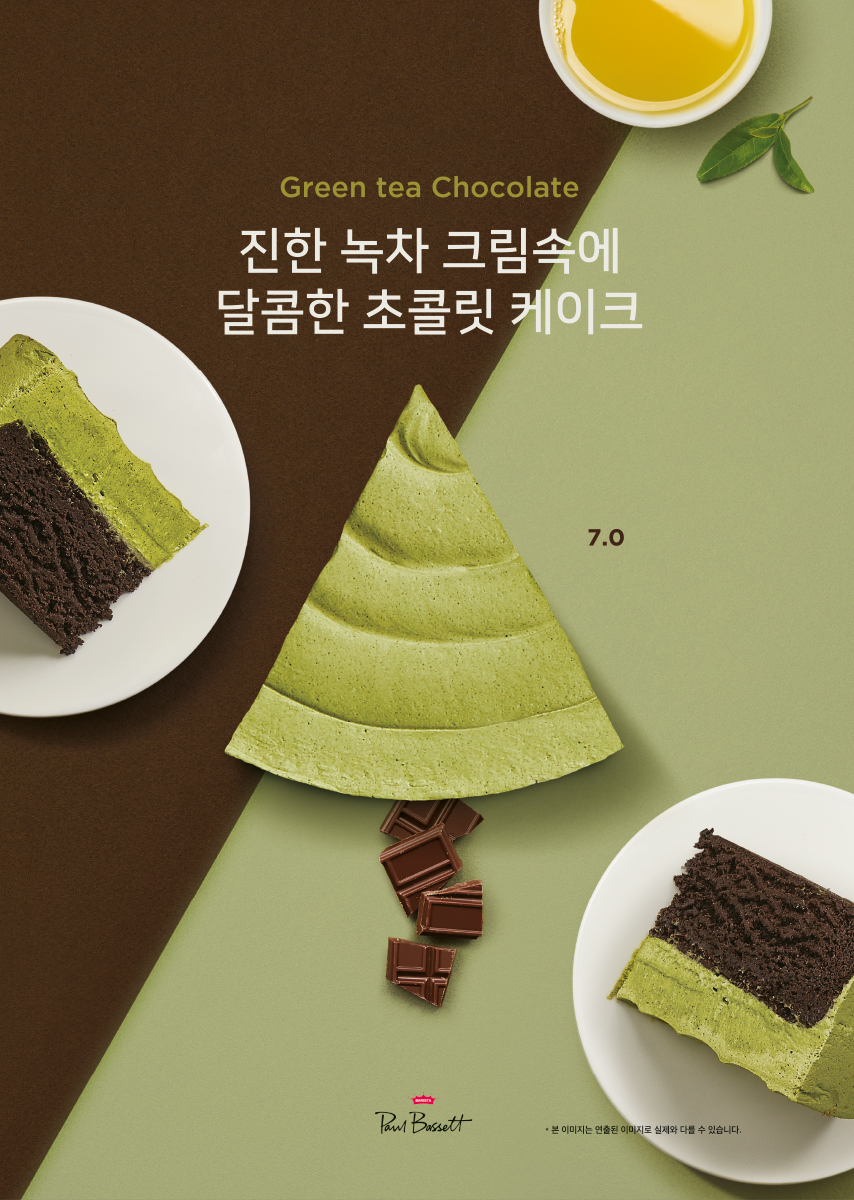 Green tea Chocolate
진한 녹차 크림속에
달콤한 초콜릿 케이크
7.0
BARISTA
Paul Bassett
* 본 이미지는 연출된 이미지로 실제와 다를 수 있습니다.